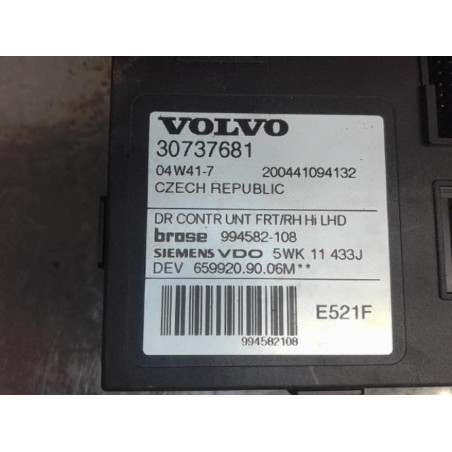 VOLVO
30737681
04W41-7 200441094132
CZECH REPUBLIC
DR CONTR UNT FRT/RH Hi LHD
brose 994582-108
SIEMENS VDO 5WK 11 433J
DEV 659920.90.06M**
E521F
994582108